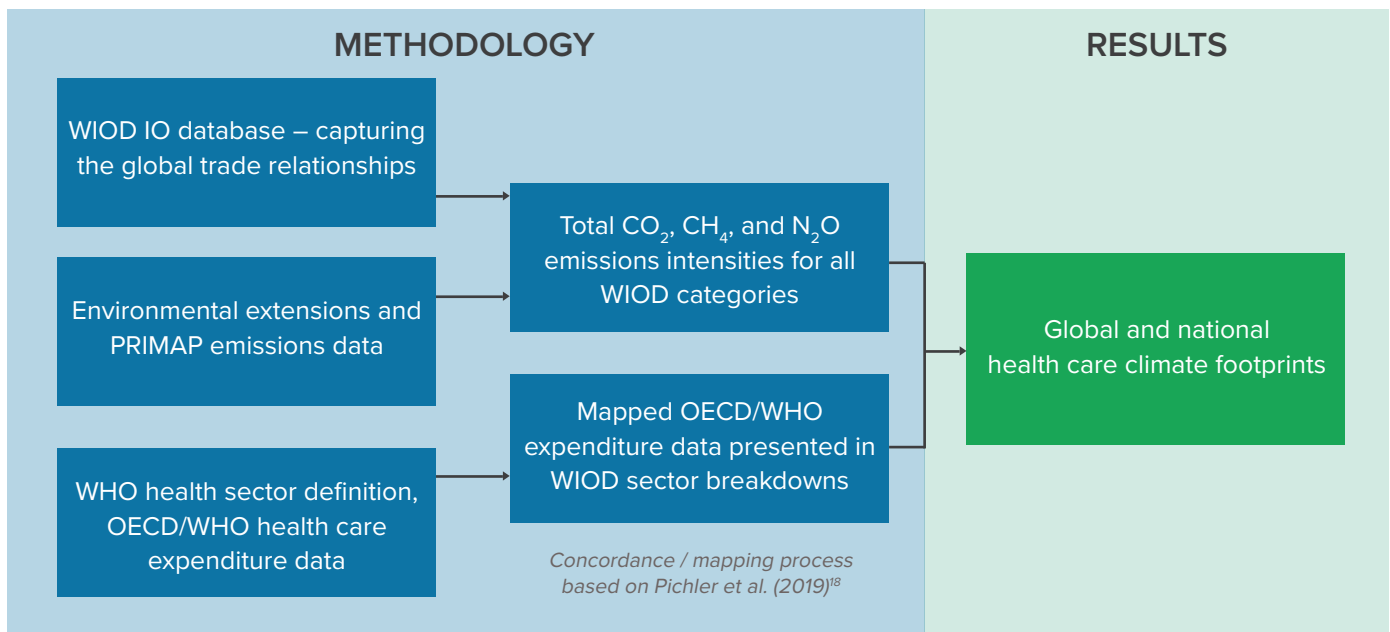 METHODOLOGY
RESULTS
WIOD IO database – capturing
the global trade relationships
Environmental extensions and
PRIMAP emissions data
WHO health sector definition,
OECD/WHO health care
expenditure data
Total CO₂, CH₄, and N₂O
emissions intensities for all
WIOD categories
Mapped OECD/WHO
expenditure data presented in
WIOD sector breakdowns
Concordance / mapping process
based on Pichler et al. (2019)¹⁸
Global and national
health care climate footprints